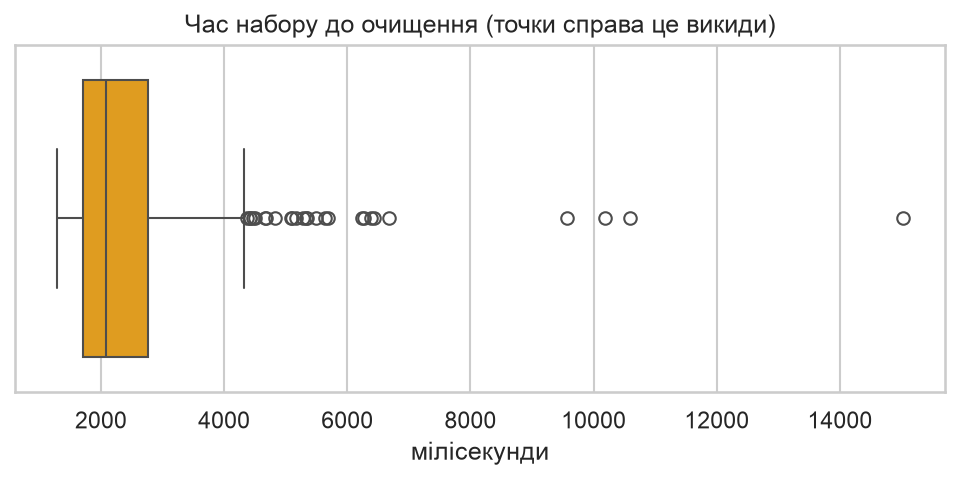 Час набору до очищення (точки справа це викиди)
2000 4000 6000 8000 10000 12000 14000
мілісекунди